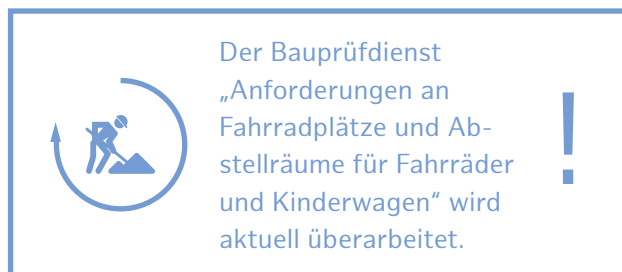 Der Bauprüfdienst
„Anforderungen an
Fahrradplätze und Ab-
stellräume für Fahrräder
und Kinderwagen“ wird
aktuell überarbeitet.
!